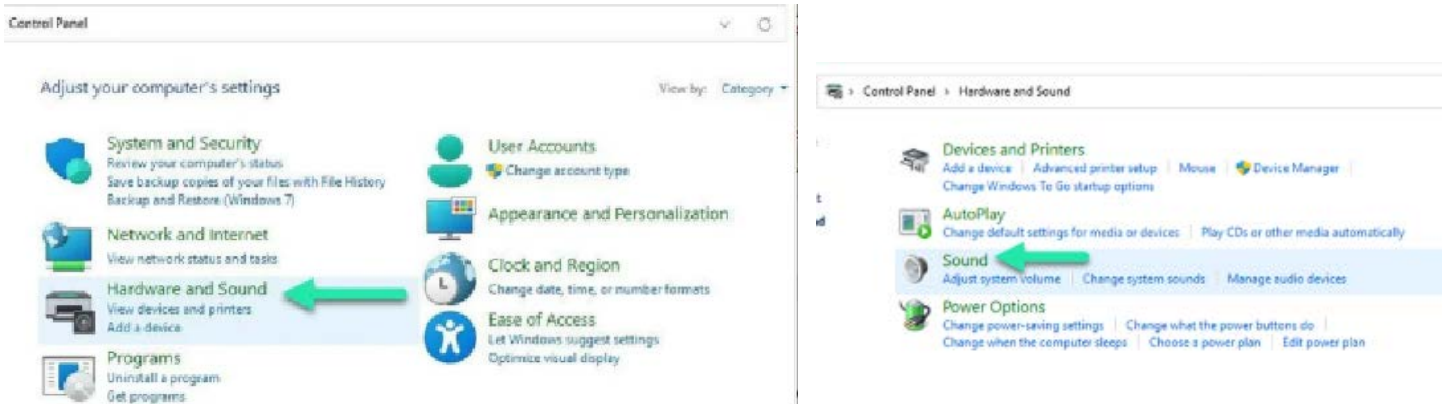 Control Panel
Adjust your computer's settings
View by: Category
System and Security
Review your computer's status
Save backup copies of your files with File History
Backup and Restore (Windows 7)
Network and Internet
View network status and tasks
Hardware and Sound
View devices and printers
Add a device
Programs
Uninstall a program
Get programs
User Accounts
Change account type
Appearance and Personalization
Clock and Region
Change date, time, or number formats
Ease of Access
Let Windows suggest settings
Optimize visual display
Control Panel > Hardware and Sound
Devices and Printers
Add a device | Advanced printer setup | Mouse | Device Manager |
Change Windows To Go startup options
AutoPlay
Change default settings for media or devices | Play CDs or other media automatically
Sound
Adjust system volume | Change system sounds | Manage audio devices
Power Options
Change power-saving settings | Change what the power buttons do |
Change when the computer sleeps | Choose a power plan | Edit power plan